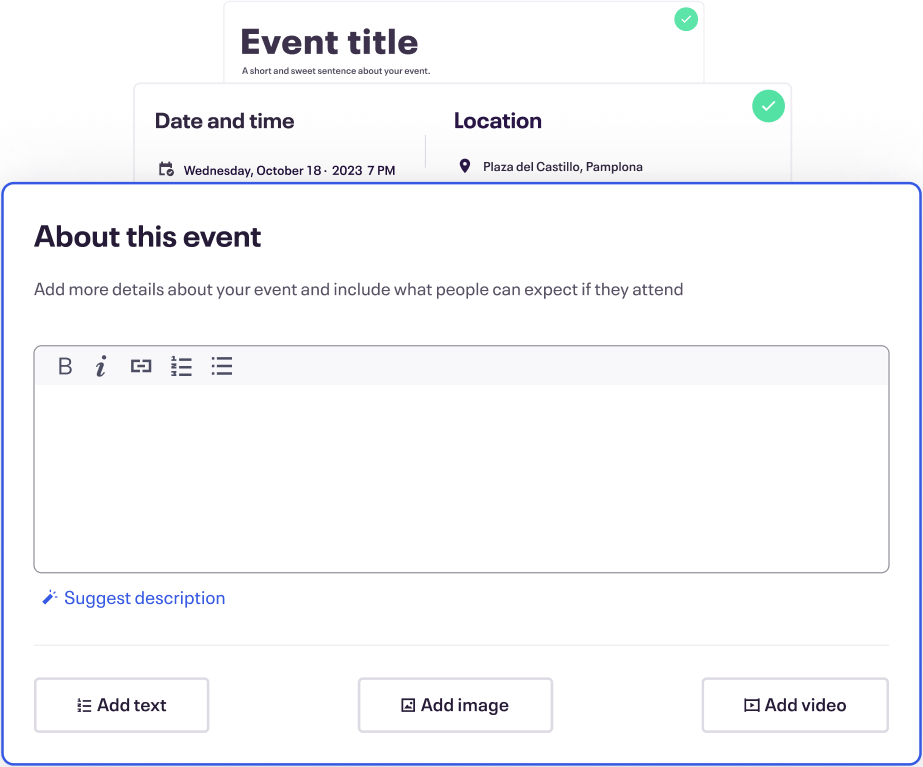 Event title
A short and sweet sentence about your event.
Date and time
Location
Wednesday, October 18 · 2023 7 PM
Plaza del Castillo, Pamplona
About this event
Add more details about your event and include what people can expect if they attend
B i
Suggest description
Add text
Add image
Add video